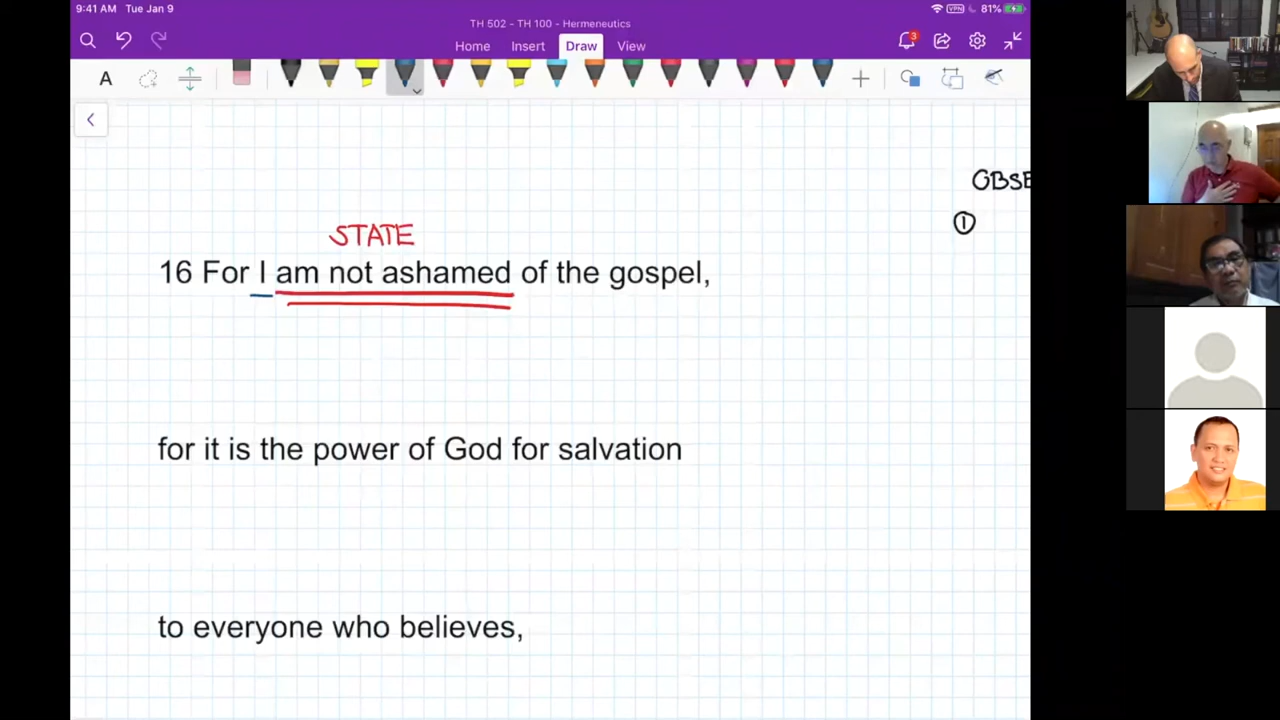 9:41 AM Tue Jan 9
VPN 81%
TH 502 - TH 100 - Hermeneutics
Home Insert Draw View
3
A
OBSE
①
STATE
16 For I am not ashamed of the gospel,
for it is the power of God for salvation
to everyone who believes,